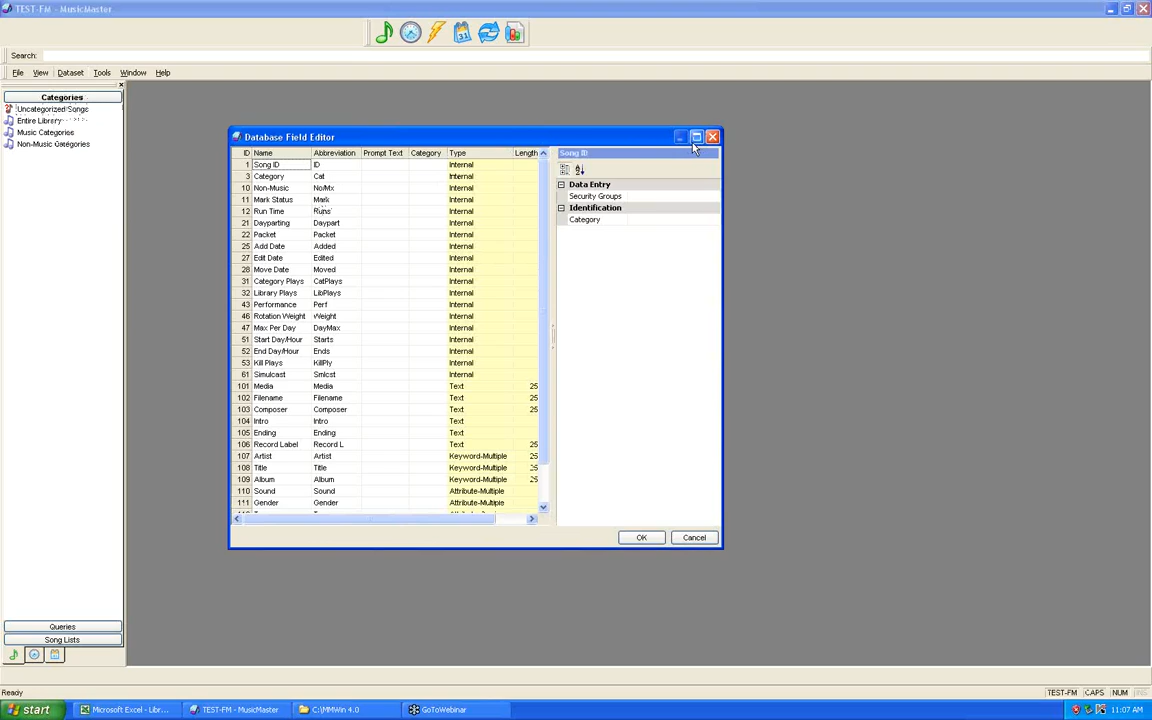 TEST-FM - MusicMaster
31
Search:
File View Dataset Tools Window Help
Categories
Uncategorized Songs
Entire Library
Music Categories
Non-Music Categories
Database Field Editor
ID Name Abbreviation Prompt Text Category Type Length
1 Song ID ID Internal
3 Category Cat Internal
10 Non-Music No/Mx Internal
11 Mark Status Mark Internal
12 Run Time Runs Internal
21 Dayparting Daypart Internal
22 Packet Packet Internal
25 Add Date Added Internal
27 Edit Date Edited Internal
28 Move Date Moved Internal
31 Category Plays CatPlays Internal
32 Library Plays LibPlays Internal
43 Performance Perf Internal
46 Rotation Weight Weight Internal
47 Max Per Day DayMax Internal
51 Start Day/Hour Starts Internal
52 End Day/Hour Ends Internal
53 Kill Plays KillPly Internal
61 Simulcast Smlcst Internal
101 Media Media Text 25
102 Filename Filename Text 25
103 Composer Composer Text 25
104 Intro Intro Text
105 Ending Ending Text
106 Record Label Record L Text 25
107 Artist Artist Keyword-Multiple 25
108 Title Title Keyword-Multiple 25
109 Album Album Keyword-Multiple 25
110 Sound Sound Attribute-Multiple
111 Gender Gender Attribute-Multiple
Song ID
Data Entry
Security Groups
Identification
Category
OK Cancel
Queries
Song Lists
Ready TEST-FM CAPS NUM INS
start Microsoft Excel - Libr... TEST-FM - MusicMaster C:\MMWin 4.0 GoToWebinar 11:07 AM